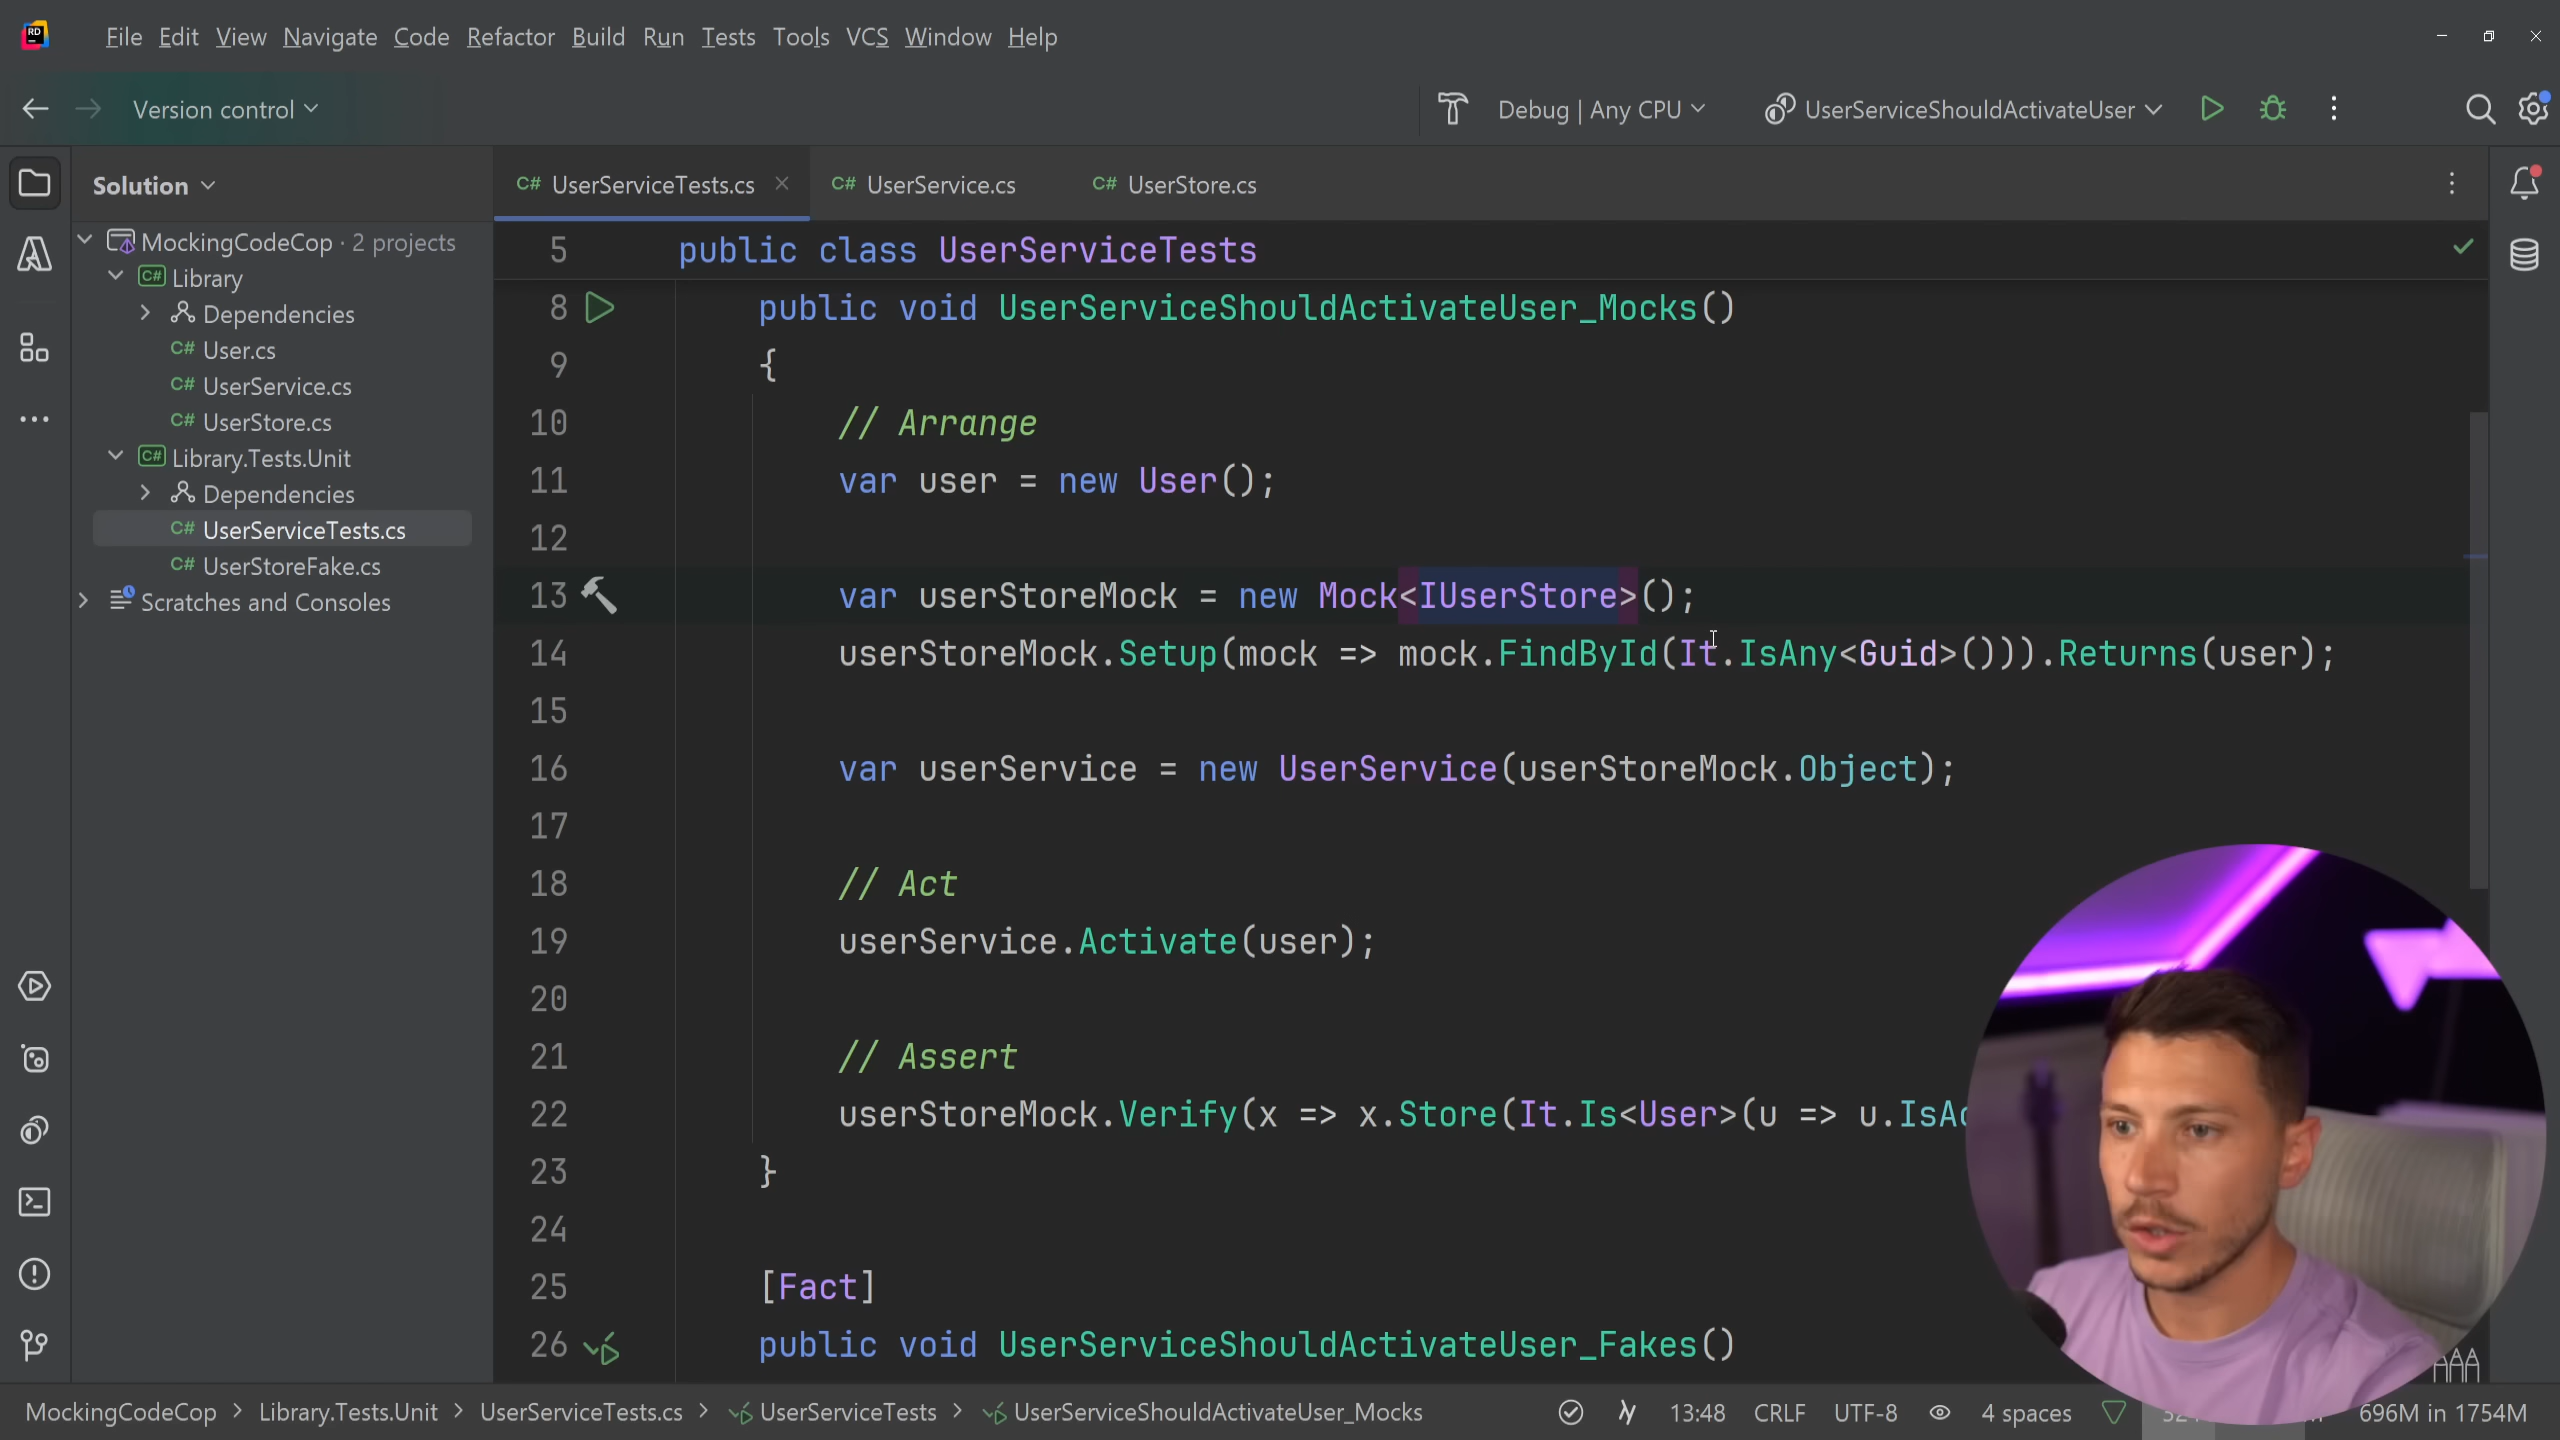 RD
File Edit View Navigate Code Refactor Build Run Tests Tools VCS Window Help
Version control
Debug | Any CPU
UserServiceShouldActivateUser
Solution
MockingCodeCop · 2 projects
C# Library
Dependencies
C# User.cs
C# UserService.cs
C# UserStore.cs
C# Library.Tests.Unit
Dependencies
C# UserServiceTests.cs
C# UserStoreFake.cs
Scratches and Consoles
C# UserServiceTests.cs
C# UserService.cs
C# UserStore.cs
5 public class UserServiceTests
8 public void UserServiceShouldActivateUser_Mocks()
9 {
10 // Arrange
11 var user = new User();
12
13 var userStoreMock = new Mock<IUserStore>();
14 userStoreMock.Setup(mock => mock.FindById(It.IsAny<Guid>())).Returns(user);
15
16 var userService = new UserService(userStoreMock.Object);
17
18 // Act
19 userService.Activate(user);
20
21 // Assert
22 userStoreMock.Verify(x => x.Store(It.Is<User>(u => u.IsAc
23 }
24
25 [Fact]
26 public void UserServiceShouldActivateUser_Fakes()
MockingCodeCop > Library.Tests.Unit > UserServiceTests.cs > UserServiceTests > UserServiceShouldActivateUser_Mocks
13:48 CRLF UTF-8 4 spaces
696M in 1754M